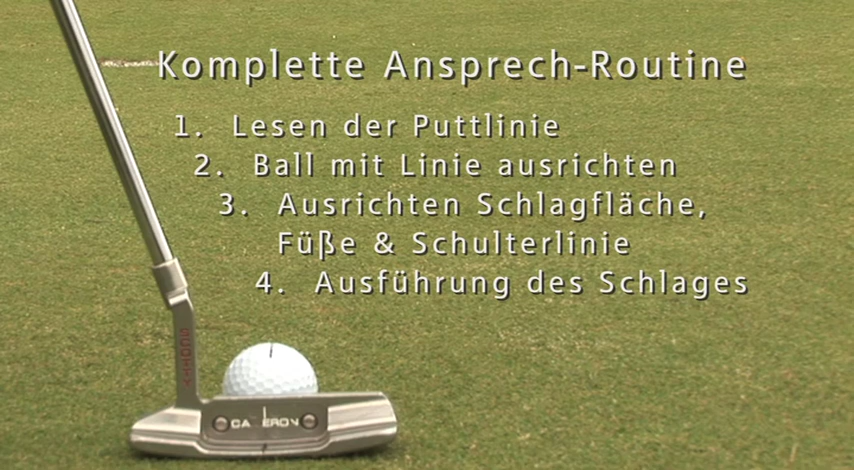 Komplette Ansprech-Routine
1. Lesen der Puttlinie
2. Ball mit Linie ausrichten
3. Ausrichten Schlagfläche,
Füße & Schulterlinie
4. Ausführung des Schlages